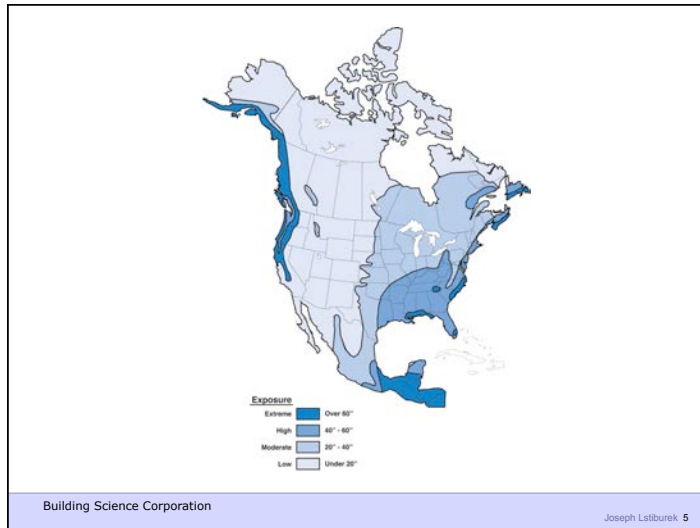 Exposure
Extreme Over 60"
High 40" - 60"
Moderate 20" - 40"
Low Under 20"
Building Science Corporation
Joseph Lstiburek 5